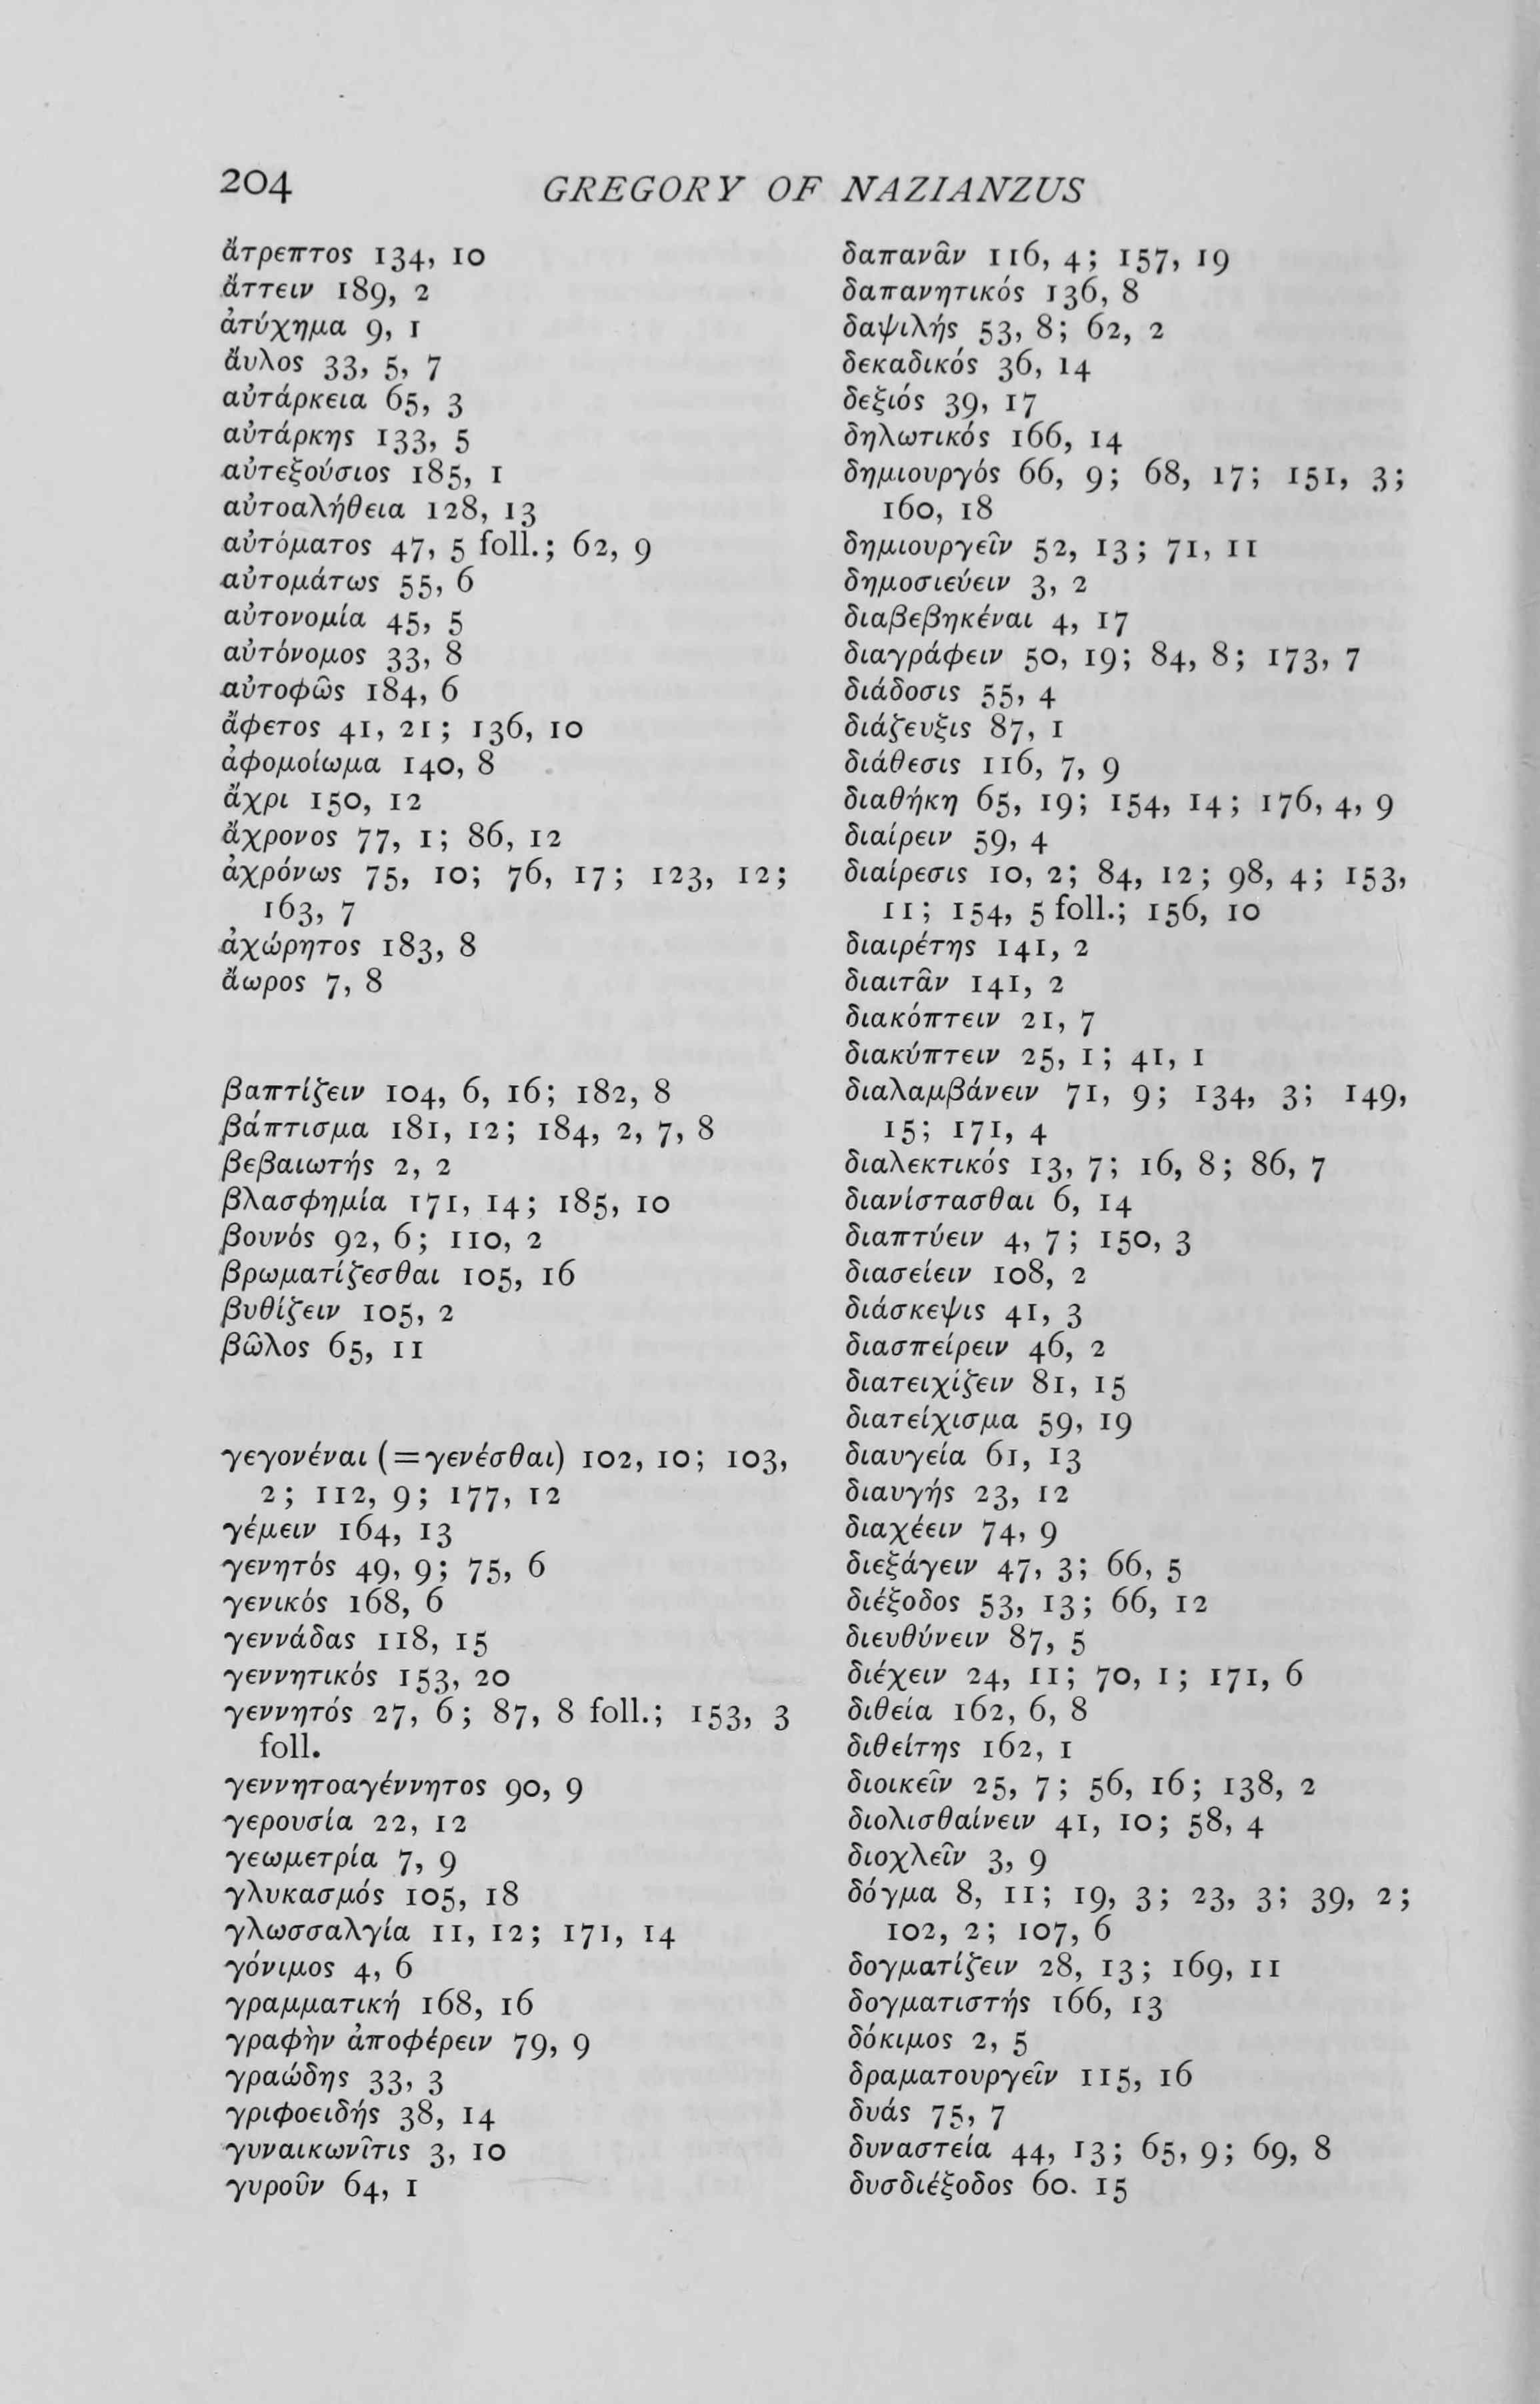 204
GREGORY OF NAZIANZUS
ἄτρεπτος 134, 10
ἄττειν 189, 2
ἀτύχημα 9, 1
ἄυλος 33, 5, 7
αὐτάρκεια 65, 3
αὐτάρκης 133, 5
αὐτεξούσιος 185, 1
αὐτοαλήθεια 128, 13
αὐτόματος 47, 5 foll.; 62, 9
αὐτομάτως 55, 6
αὐτονομία 45, 5
αὐτόνομος 33, 8
αὐτοφῶς 184, 6
ἄφετος 41, 21; 136, 10
ἀφομοίωμα 140, 8
ἄχρι 150, 12
ἄχρονος 77, 1; 86, 12
ἀχρόνως 75, 10; 76, 17; 123, 12;
163, 7
ἀχώρητος 183, 8
ἄωρος 7, 8
βαπτίζειν 104, 6, 16; 182, 8
βάπτισμα 181, 12; 184, 2, 7, 8
βεβαιωτής 2, 2
βλασφημία 171, 14; 185, 10
βουνός 92, 6; 110, 2
βρωματίζεσθαι 105, 16
βυθίζειν 105, 2
βῶλος 65, 11
γεγονέναι (=γενέσθαι) 102, 10; 103,
2; 112, 9; 177, 12
γέμειν 164, 13
γενητός 49, 9; 75, 6
γενικός 168, 6
γεννάδας 118, 15
γεννητικός 153, 20
γεννητός 27, 6; 87, 8 foll.; 153, 3
foll.
γεννητοαγέννητος 90, 9
γερουσία 22, 12
γεωμετρία 7, 9
γλυκασμός 105, 18
γλωσσαλγία 11, 12; 171, 14
γόνιμος 4, 6
γραμματική 168, 16
γραφὴν ἀποφέρειν 79, 9
γραώδης 33, 3
γριφοειδής 38, 14
γυναικωνῖτις 3, 10
γυροῦν 64, 1
δαπανᾶν 116, 4; 157, 19
δαπανητικός 136, 8
δαψιλής 53, 8; 62, 2
δεκαδικός 36, 14
δεξιός 39, 17
δηλωτικός 166, 14
δημιουργός 66, 9; 68, 17; 151, 3;
160, 18
δημιουργεῖν 52, 13; 71, 11
δημοσιεύειν 3, 2
διαβεβηκέναι 4, 17
διαγράφειν 50, 19; 84, 8; 173, 7
διάδοσις 55, 4
διάζευξις 87, 1
διάθεσις 116, 7, 9
διαθήκη 65, 19; 154, 14; 176, 4, 9
διαίρειν 59, 4
διαίρεσις 10, 2; 84, 12; 98, 4; 153,
11; 154, 5 foll.; 156, 10
διαιρέτης 141, 2
διαιτᾶν 141, 2
διακόπτειν 21, 7
διακύπτειν 25, 1; 41, 1
διαλαμβάνειν 71, 9; 134, 3; 149,
15; 171, 4
διαλεκτικός 13, 7; 16, 8; 86, 7
διανίστασθαι 6, 14
διαπτύειν 4, 7; 150, 3
διασείειν 108, 2
διάσκεψις 41, 3
διασπείρειν 46, 2
διατειχίζειν 81, 15
διατείχισμα 59, 19
διαυγεία 61, 13
διαυγής 23, 12
διαχέειν 74, 9
διεξάγειν 47, 3; 66, 5
διέξοδος 53, 13; 66, 12
διευθύνειν 87, 5
διέχειν 24, 11; 70, 1; 171, 6
διθεία 162, 6, 8
διθείτης 162, 1
διοικεῖν 25, 7; 56, 16; 138, 2
διολισθαίνειν 41, 10; 58, 4
διοχλεῖν 3, 9
δόγμα 8, 11; 19, 3; 23, 3; 39, 2;
102, 2; 107, 6
δογματίζειν 28, 13; 169, 11
δογματιστής 166, 13
δόκιμος 2, 5
δραματουργεῖν 115, 16
δυάς 75, 7
δυναστεία 44, 13; 65, 9; 69, 8
δυσδιέξοδος 60. 15